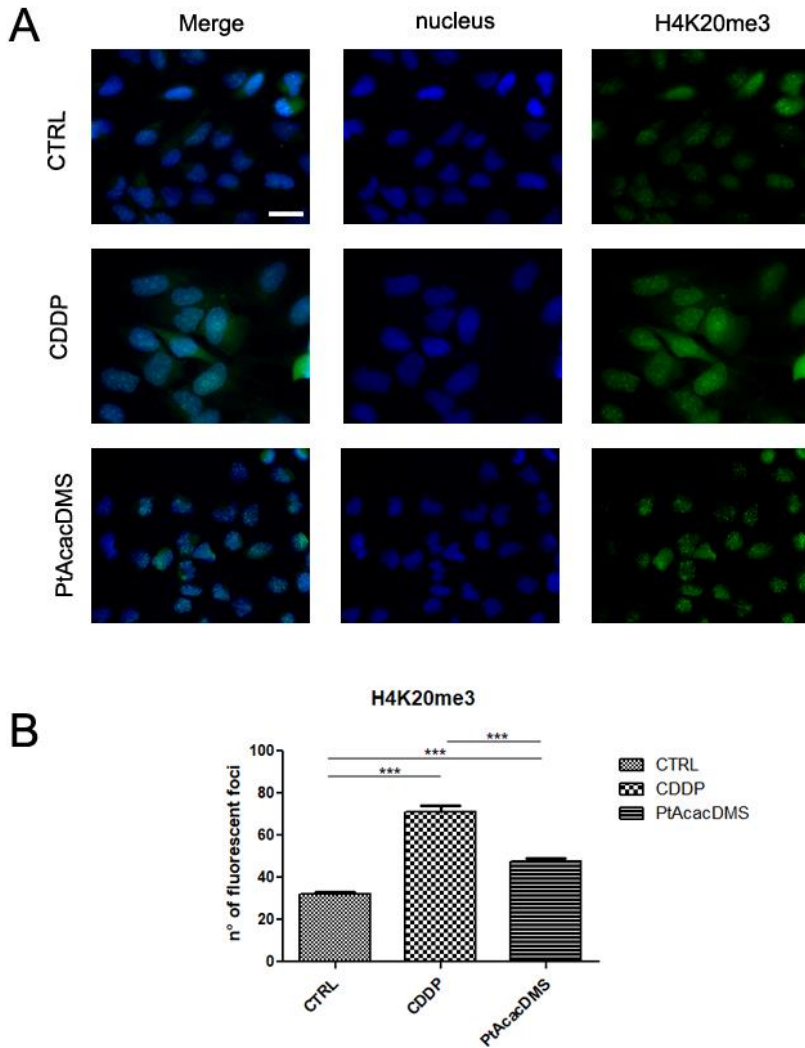 A
Merge
nucleus
H4K20me3
CTRL
CDDP
PtAcacDMS
B
H4K20me3
n° of fluorescent foci
100
80
60
40
20
0
***
***
***
CTRL
CDDP
PtAcacDMS
CTRL
CDDP
PtAcacDMS